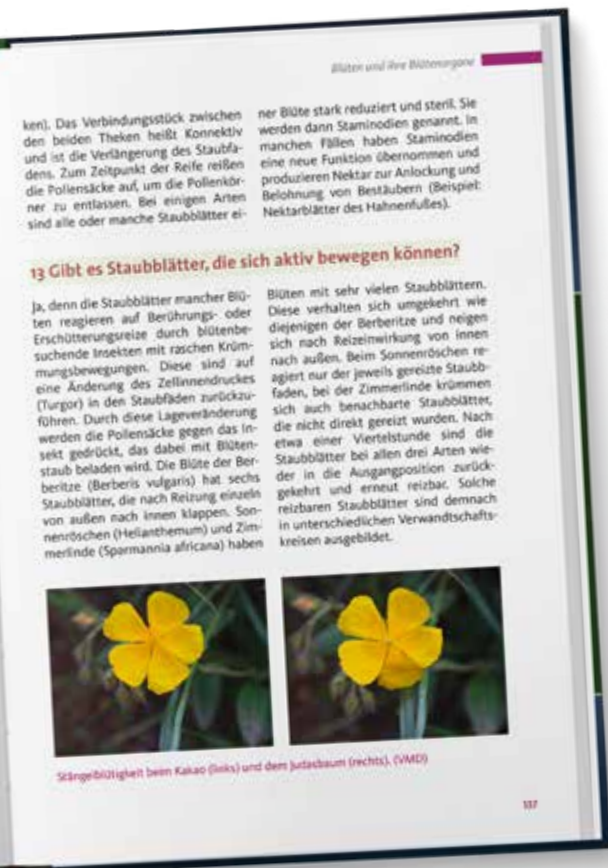 Blüten und ihre Blütenorgane
ken). Das Verbindungsstück zwischen
den beiden Theken heißt Konnektiv
und ist die Verlängerung des Staubfa-
dens. Zum Zeitpunkt der Reife reißen
die Pollensäcke auf, um die Pollenkör-
ner zu entlassen. Bei einigen Arten
sind alle oder manche Staubblätter ei-
ner Blüte stark reduziert und steril. Sie
werden dann Staminodien genannt. In
manchen Fällen haben Staminodien
eine neue Funktion übernommen und
produzieren Nektar zur Anlockung und
Belohnung von Bestäubern (Beispiel:
Nektarblätter des Hahnenfußes).
13 Gibt es Staubblätter, die sich aktiv bewegen können?
Ja, denn die Staubblätter mancher Blü-
ten reagieren auf Berührungs- oder
Erschütterungsreize durch blütenbe-
suchende Insekten mit raschen Krüm-
mungsbewegungen. Diese sind auf
eine Änderung des Zellinnendruckes
(Turgor) in den Staubfäden zurückzu-
führen. Durch diese Lageveränderung
werden die Pollensäcke gegen das In-
sekt gedrückt, das dabei mit Blüten-
staub beladen wird. Die Blüte der Ber-
beritze (Berberis vulgaris) hat sechs
Staubblätter, die nach Reizung einzeln
von außen nach innen klappen. Son-
nenröschen (Helianthemum) und Zim-
merlinde (Sparmannia africana) haben
Blüten mit sehr vielen Staubblättern.
Diese verhalten sich umgekehrt wie
diejenigen der Berberitze und neigen
sich nach Reizeinwirkung von innen
nach außen. Beim Sonnenröschen re-
agiert nur der jeweils gereizte Staub-
faden, bei der Zimmerlinde krümmen
sich auch benachbarte Staubblätter,
die nicht direkt gereizt wurden. Nach
etwa einer Viertelstunde sind die
Staubblätter bei allen drei Arten wie-
der in die Ausgangposition zurück-
gekehrt und erneut reizbar. Solche
reizbaren Staubblätter sind demnach
in unterschiedlichen Verwandtschafts-
kreisen ausgebildet.
Stängelblütigkeit beim Kakao (links) und dem Judasbaum (rechts). (VMD)
137